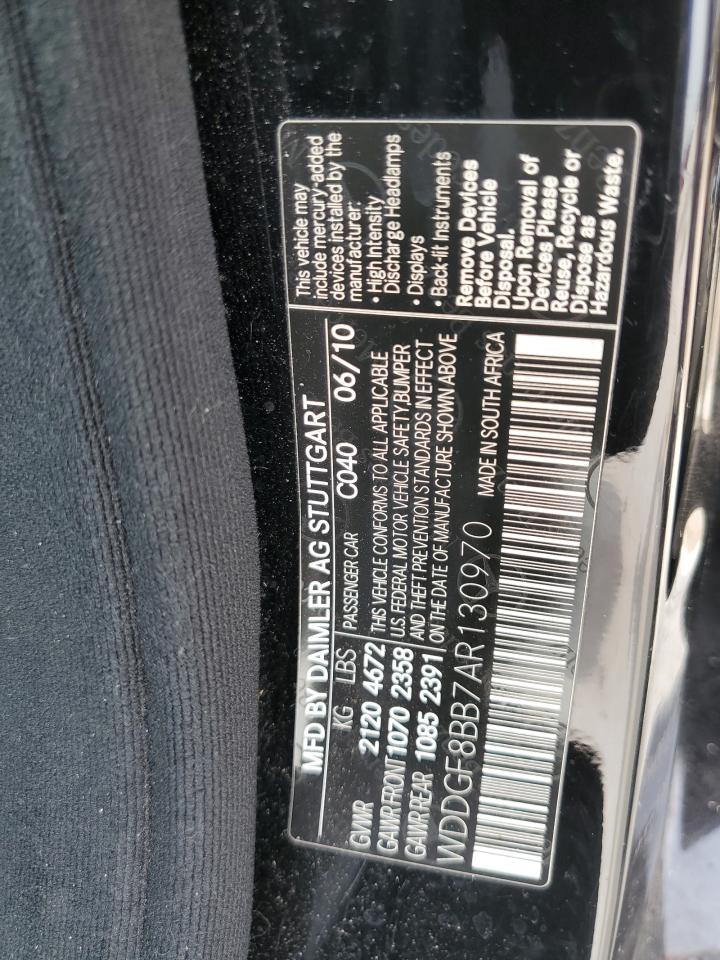 MFD BY DAIMLER AG STUTTGART
KG LBS PASSENGER CAR C040 06/10
GVWR 2120 4672
GAWR FRONT 1070 2358
GAWR REAR 1085 2391
THIS VEHICLE CONFORMS TO ALL APPLICABLE
U.S. FEDERAL MOTOR VEHICLE SAFETY,BUMPER
AND THEFT PREVENTION STANDARDS IN EFFECT
ON THE DATE OF MANUFACTURE SHOWN ABOVE
WDDGF8BB7AR130970 MADE IN SOUTH AFRICA
This vehicle may
include mercury-added
devices installed by the
manufacturer:
• High Intensity
Discharge Headlamps
• Displays
• Back-lit Instruments
Remove Devices
Before Vehicle
Disposal.
Upon Removal of
Devices Please
Reuse, Recycle or
Dispose as
Hazardous Waste.